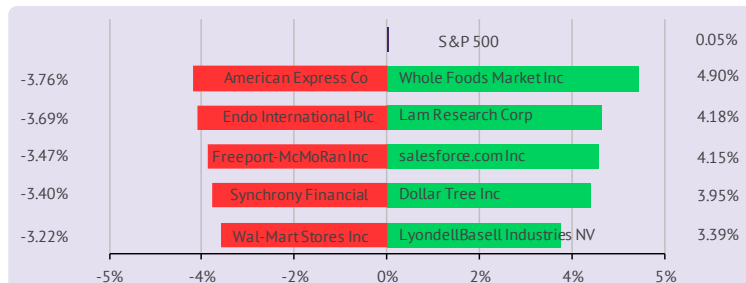 S&P 500 0.05%
-3.76% American Express Co Whole Foods Market Inc 4.90%
-3.69% Endo International Plc Lam Research Corp 4.18%
-3.47% Freeport-McMoRan Inc salesforce.com Inc 4.15%
-3.40% Synchrony Financial Dollar Tree Inc 3.95%
-3.22% Wal-Mart Stores Inc LyondellBasell Industries NV 3.39%
-5% -4% -2% 0% 2% 4% 5%